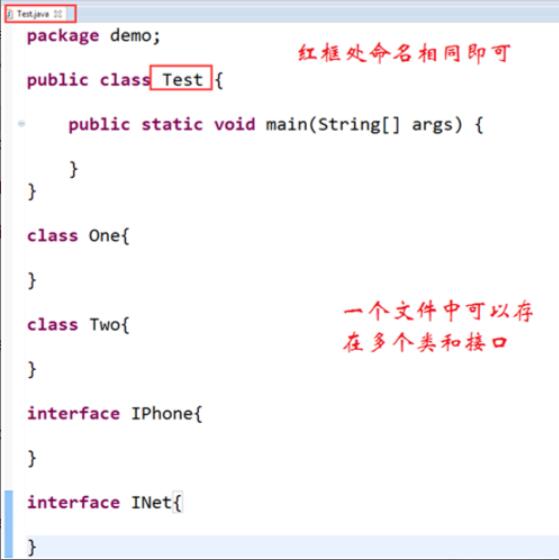 Test.java
package demo;
红框处命名相同即可
public class Test {
public static void main(String[] args) {
}
}
class One{
}
class Two{
一个文件中可以存
在多个类和接口
}
interface IPhone{
}
interface INet{
}